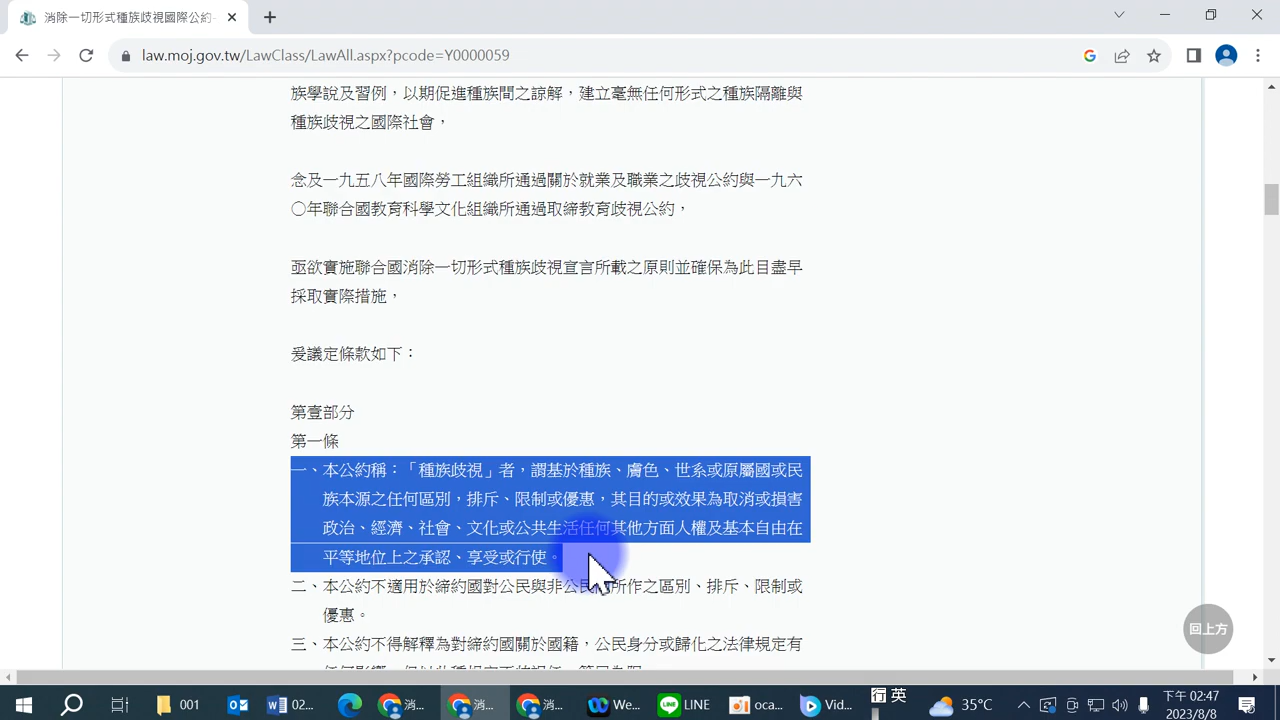 消除一切形式種族歧視國際公約-
law.moj.gov.tw/LawClass/LawAll.aspx?pcode=Y0000059
族學說及習例，以期促進種族間之諒解，建立毫無任何形式之種族隔離與
種族歧視之國際社會，
念及一九五八年國際勞工組織所通過關於就業及職業之歧視公約與一九六
○年聯合國教育科學文化組織所通過取締教育歧視公約，
亟欲實施聯合國消除一切形式種族歧視宣言所載之原則並確保為此目盡早
採取實際措施，
爰議定條款如下：
第壹部分
第一條
一、本公約稱：「種族歧視」者，謂基於種族、膚色、世系或原屬國或民
族本源之任何區別，排斥、限制或優惠，其目的或效果為取消或損害
政治、經濟、社會、文化或公共生活任何其他方面人權及基本自由在
平等地位上之承認、享受或行使。
二、本公約不適用於締約國對公民與非公民間所作之區別、排斥、限制或
優惠。
三、本公約不得解釋為對締約國關於國籍，公民身分或歸化之法律規定有
回上方
001
02...
消...
消...
消...
We...
LINE
oca...
Vid...
行 英
35°C
下午 02:47
2023/8/8